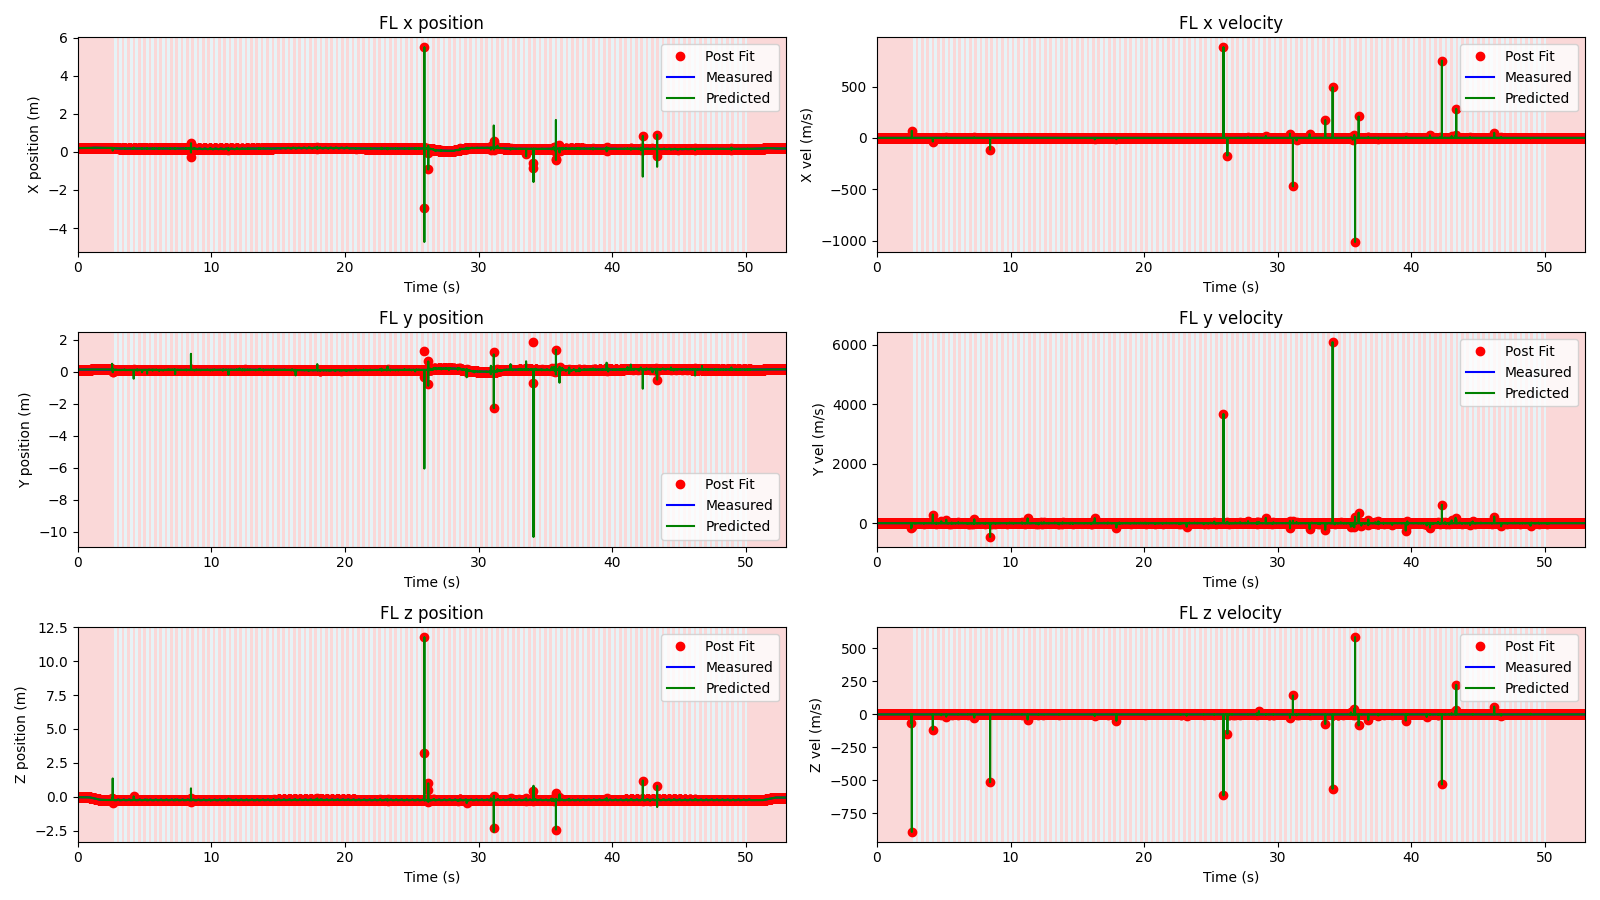 FL x position
X position (m)
6
4
2
0
−2
−4
0 10 20 30 40 50
Time (s)
Post Fit
Measured
Predicted
FL x velocity
X vel (m/s)
500
0
−500
−1000
0 10 20 30 40 50
Time (s)
Post Fit
Measured
Predicted
FL y position
Y position (m)
2
0
−2
−4
−6
−8
−10
0 10 20 30 40 50
Time (s)
Post Fit
Measured
Predicted
FL y velocity
Y vel (m/s)
6000
4000
2000
0
0 10 20 30 40 50
Time (s)
Post Fit
Measured
Predicted
FL z position
Z position (m)
12.5
10.0
7.5
5.0
2.5
0.0
−2.5
0 10 20 30 40 50
Time (s)
Post Fit
Measured
Predicted
FL z velocity
Z vel (m/s)
500
250
0
−250
−500
−750
0 10 20 30 40 50
Time (s)
Post Fit
Measured
Predicted